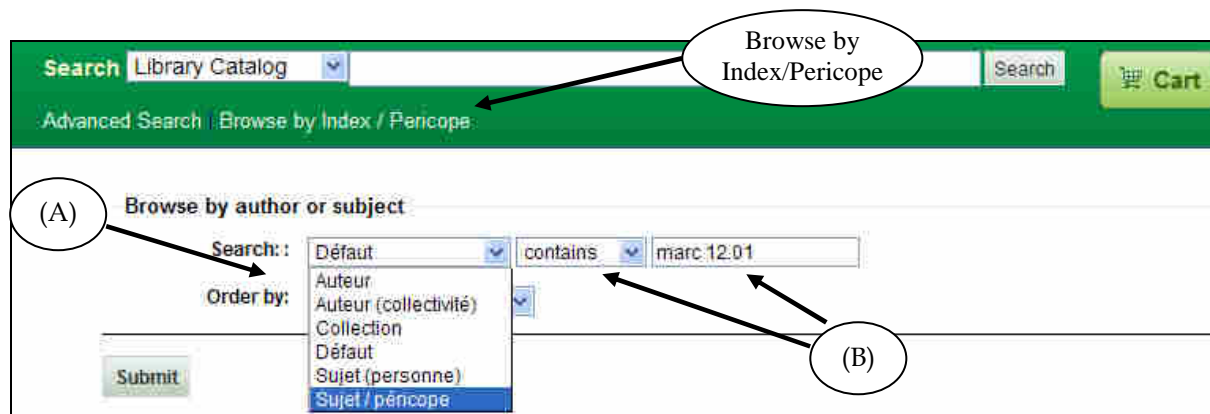 Browse by
Index/Pericope
Search Library Catalog Search Cart
Advanced Search | Browse by Index / Pericope
(A)
Browse by author or subject
Search: : Défaut contains marc 12.01
Order by:
Auteur
Auteur (collectivité)
Collection
Défaut
Sujet (personne)
Sujet / péricope
(B)
Submit